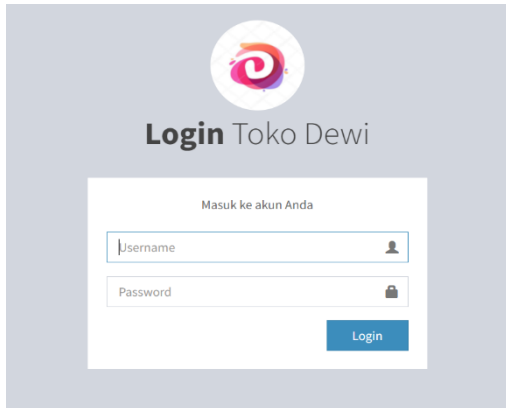 Login Toko Dewi
Masuk ke akun Anda
Username
Password
Login